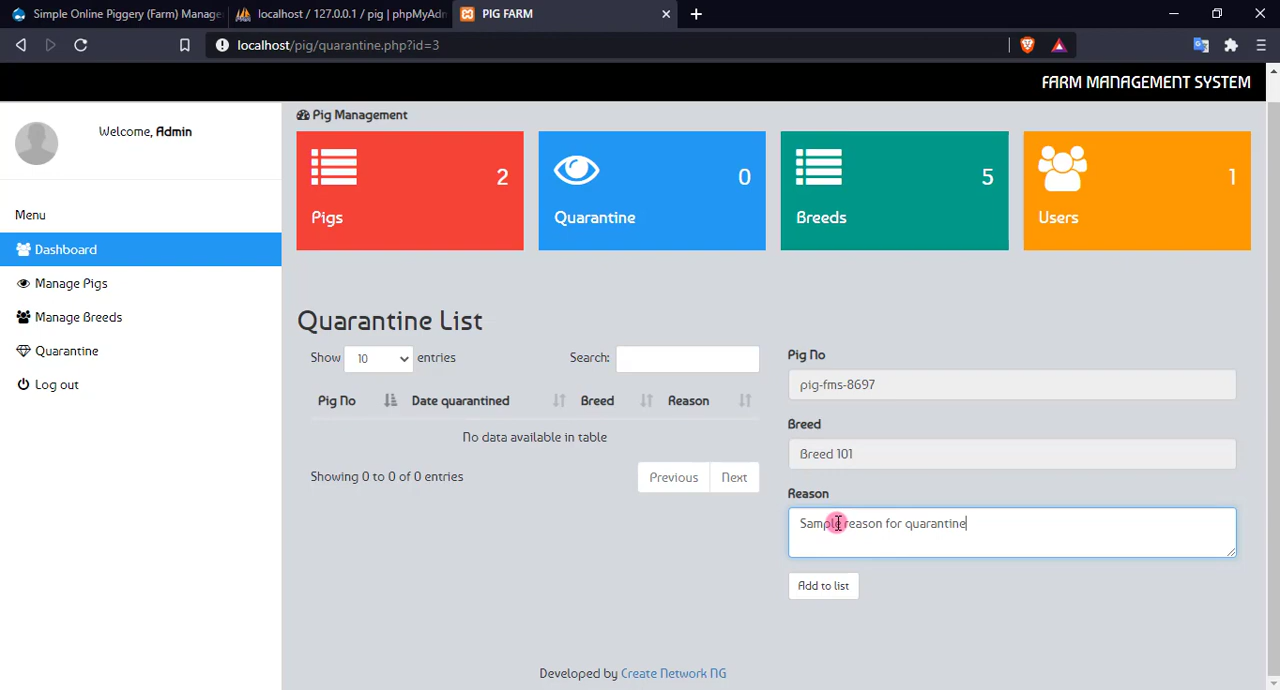 Simple Online Piggery (Farm) Manage
localhost / 127.0.0.1 / pig | phpMyAdm
PIG FARM
localhost/pig/quarantine.php?id=3
FARM MANAGEMENT SYSTEM
Welcome, Admin
Menu
Dashboard
Manage Pigs
Manage Breeds
Quarantine
Log out
Pig Management
2
Pigs
0
Quarantine
5
Breeds
1
Users
Quarantine List
Show 10 entries
Search:
Pig No Date quarantined Breed Reason
No data available in table
Showing 0 to 0 of 0 entries
Previous Next
Pig No
pig-fms-8697
Breed
Breed 101
Reason
Sample reason for quarantine
Add to list
Developed by Create Network NG